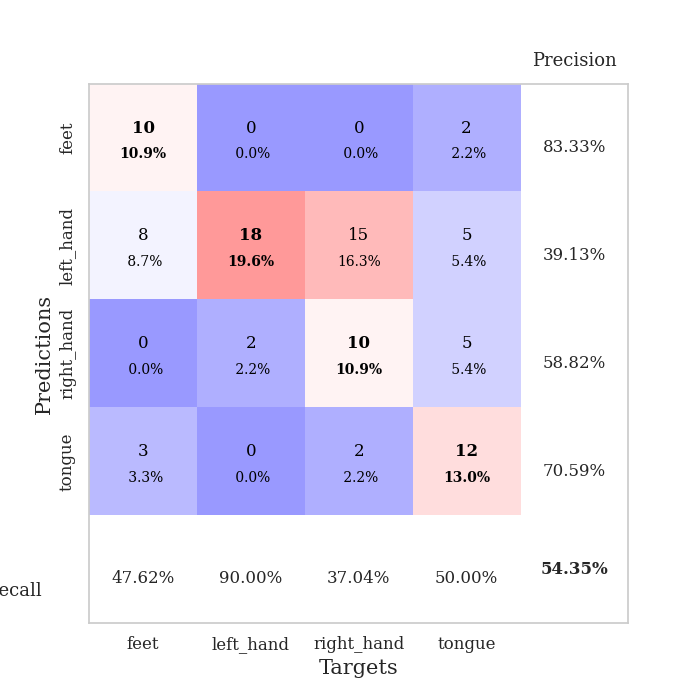 Precision
feet
10 0 0 2 83.33%
10.9% 0.0% 0.0% 2.2%
left_hand
8 18 15 5 39.13%
8.7% 19.6% 16.3% 5.4%
Predictions
right_hand
0 2 10 5 58.82%
0.0% 2.2% 10.9% 5.4%
tongue
3 0 2 12 70.59%
3.3% 0.0% 2.2% 13.0%
ecall 47.62% 90.00% 37.04% 50.00% 54.35%
feet left_hand right_hand tongue
Targets